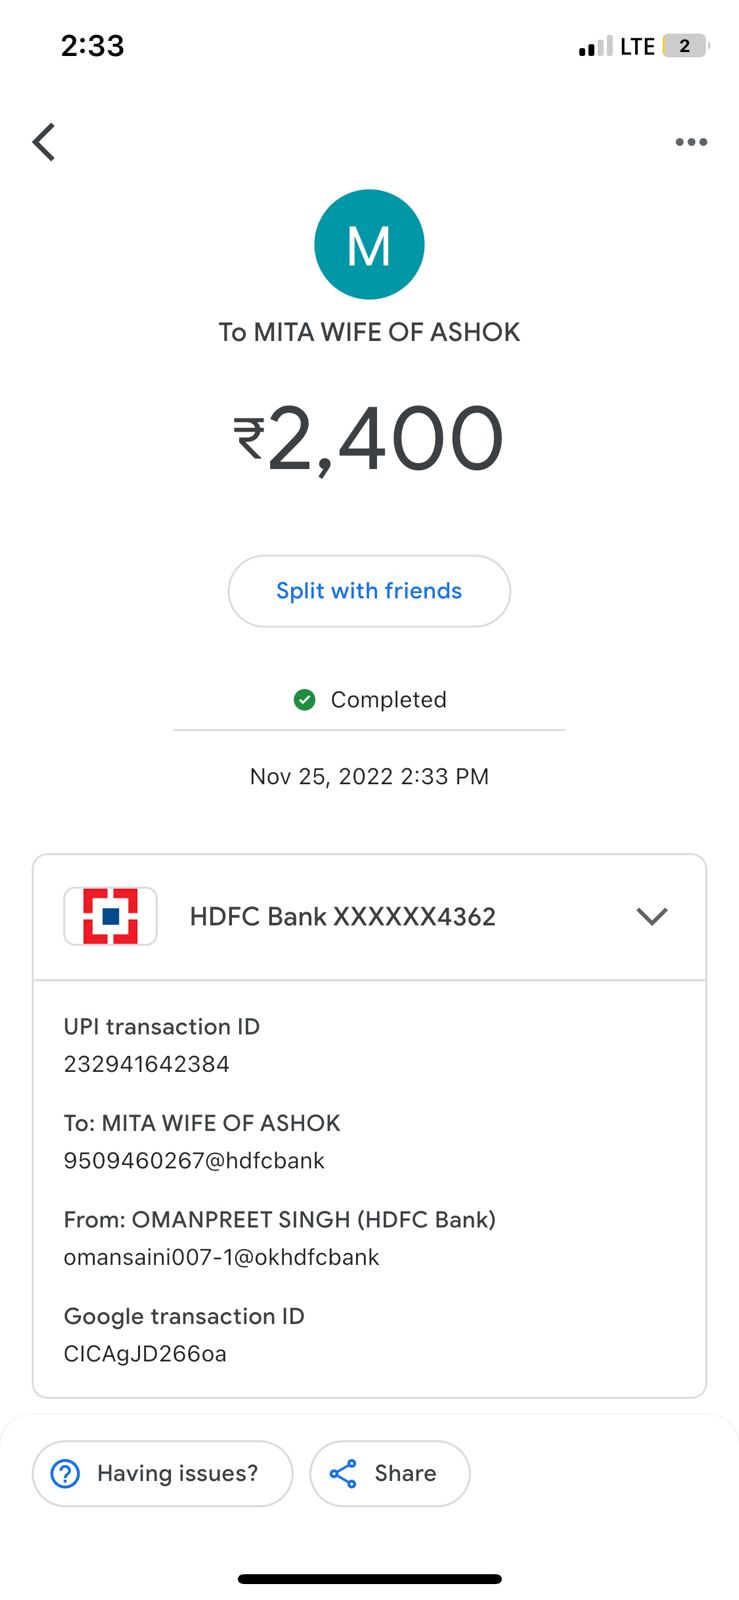 2:33
LTE 2
M
To MITA WIFE OF ASHOK
₹2,400
Split with friends
Completed
Nov 25, 2022 2:33 PM
HDFC Bank XXXXXX4362
UPI transaction ID
232941642384
To: MITA WIFE OF ASHOK
9509460267@hdfcbank
From: OMANPREET SINGH (HDFC Bank)
omansaini007-1@okhdfcbank
Google transaction ID
CICAgJD266oa
Having issues?
Share